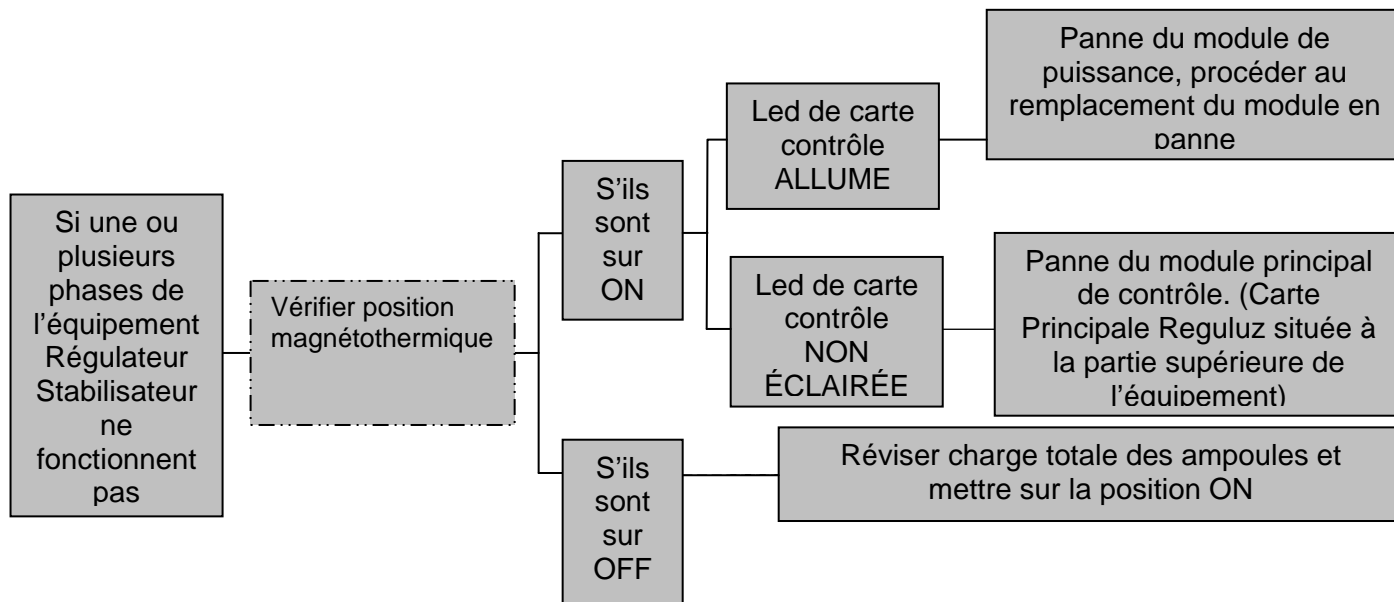 Si une ou
plusieurs
phases de
l’équipement
Régulateur
Stabilisateur
ne
fonctionnent
pas
Vérifier position
magnétothermique
S’ils
sont
sur
ON
Led de carte
contrôle
ALLUME
Panne du module de
puissance, procéder au
remplacement du module en
panne
Led de carte
contrôle
NON
ÉCLAIRÉE
Panne du module principal
de contrôle. (Carte
Principale Reguluz située à
la partie supérieure de
l’équipement)
S’ils
sont
sur
OFF
Réviser charge totale des ampoules et
mettre sur la position ON